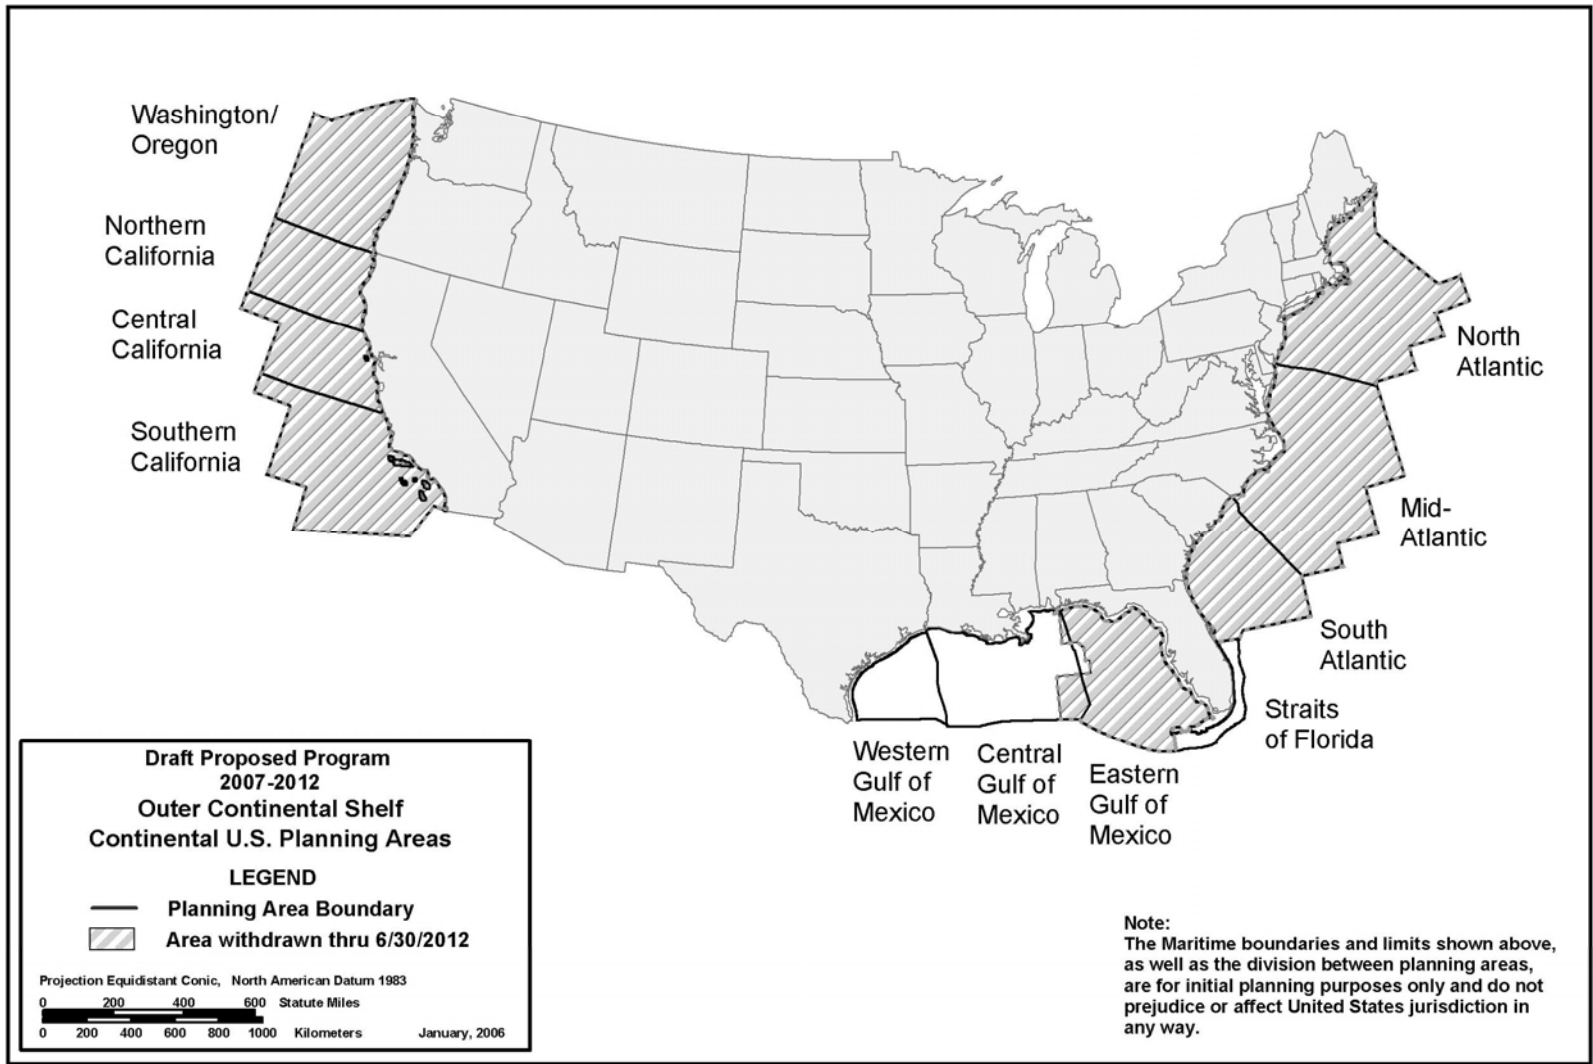 Washington/
Oregon
Northern
California
Central
California
Southern
California
North
Atlantic
Mid-
Atlantic
South
Atlantic
Straits
of Florida
Western
Gulf of
Mexico
Central
Gulf of
Mexico
Eastern
Gulf of
Mexico
Draft Proposed Program
2007-2012
Outer Continental Shelf
Continental U.S. Planning Areas
LEGEND
Planning Area Boundary
Area withdrawn thru 6/30/2012
Projection Equidistant Conic, North American Datum 1983
0 200 400 600 Statute Miles
0 200 400 600 800 1000 Kilometers January, 2006
Note:
The Maritime boundaries and limits shown above,
as well as the division between planning areas,
are for initial planning purposes only and do not
prejudice or affect United States jurisdiction in
any way.